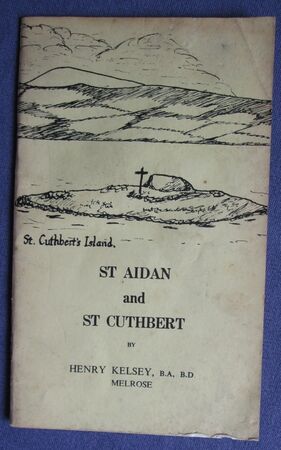 St. Cuthbert's Island.
ST AIDAN
and
ST CUTHBERT
BY
HENRY KELSEY, B.A, B.D
MELROSE